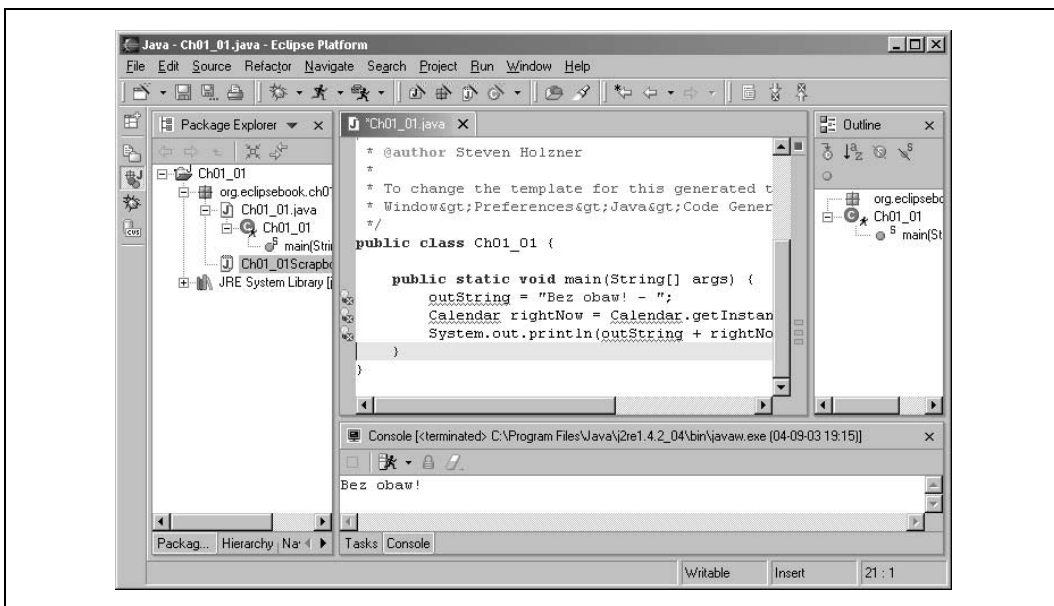 Java - Ch01_01.java - Eclipse Platform
File Edit Source Refactor Navigate Search Project Run Window Help
Package Explorer
Ch01_01
org.eclipsebook.ch0
Ch01_01.java
Ch01_01
main(Stri
Ch01_01Scrapbo
JRE System Library [j
Packag... Hierarchy Na
*Ch01_01.java
* @author Steven Holzner
*
* To change the template for this generated t
* Window&gt;Preferences&gt;Java&gt;Code Gener
*/
public class Ch01_01 {
public static void main(String[] args) {
outString = "Bez obaw! - ";
Calendar rightNow = Calendar.getInstan
System.out.println(outString + rightNo
}
}
Outline
org.eclipsebo
Ch01_01
main(St
Console [<terminated> C:\Program Files\Java\j2re1.4.2_04\bin\javaw.exe (04-09-03 19:15)]
Bez obaw!
Tasks Console
Writable Insert 21 : 1